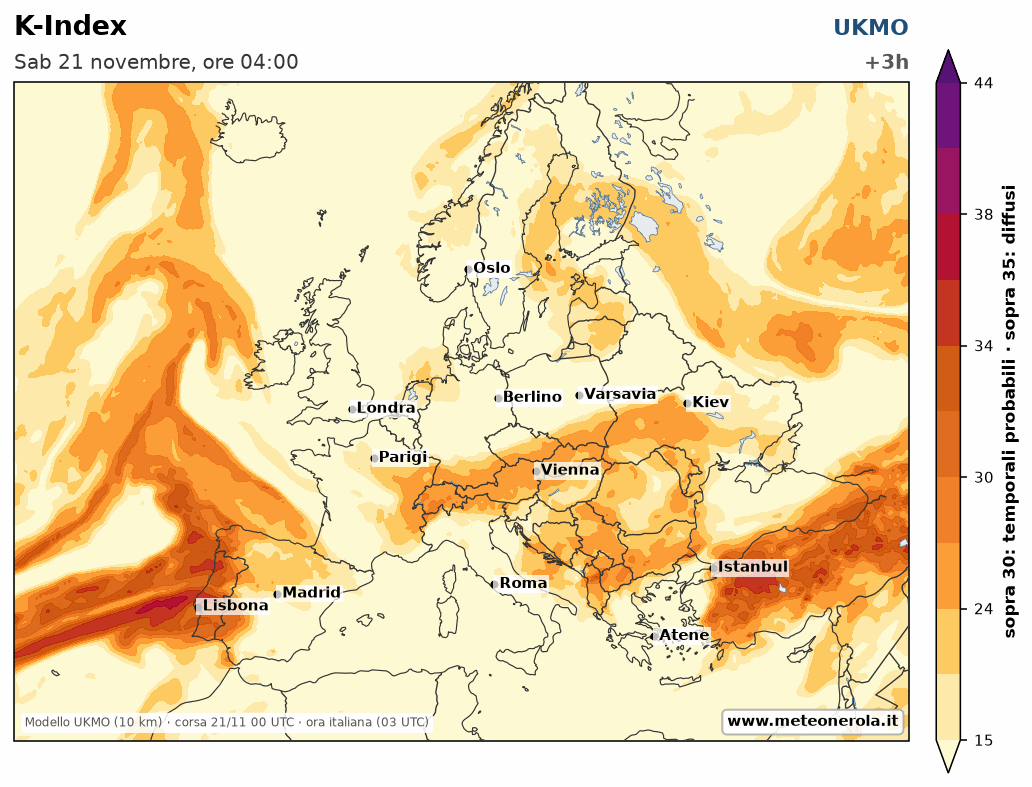 K-Index
UKMO
Sab 21 novembre, ore 04:00
+3h
44
38
34
30
24
15
sopra 30: temporali probabili · sopra 35: diffusi
Oslo
Londra
Berlino
Varsavia
Kiev
Parigi
Vienna
Istanbul
Roma
Madrid
Lisbona
Atene
Modello UKMO (10 km) · corsa 21/11 00 UTC · ora italiana (03 UTC)
www.meteonerola.it